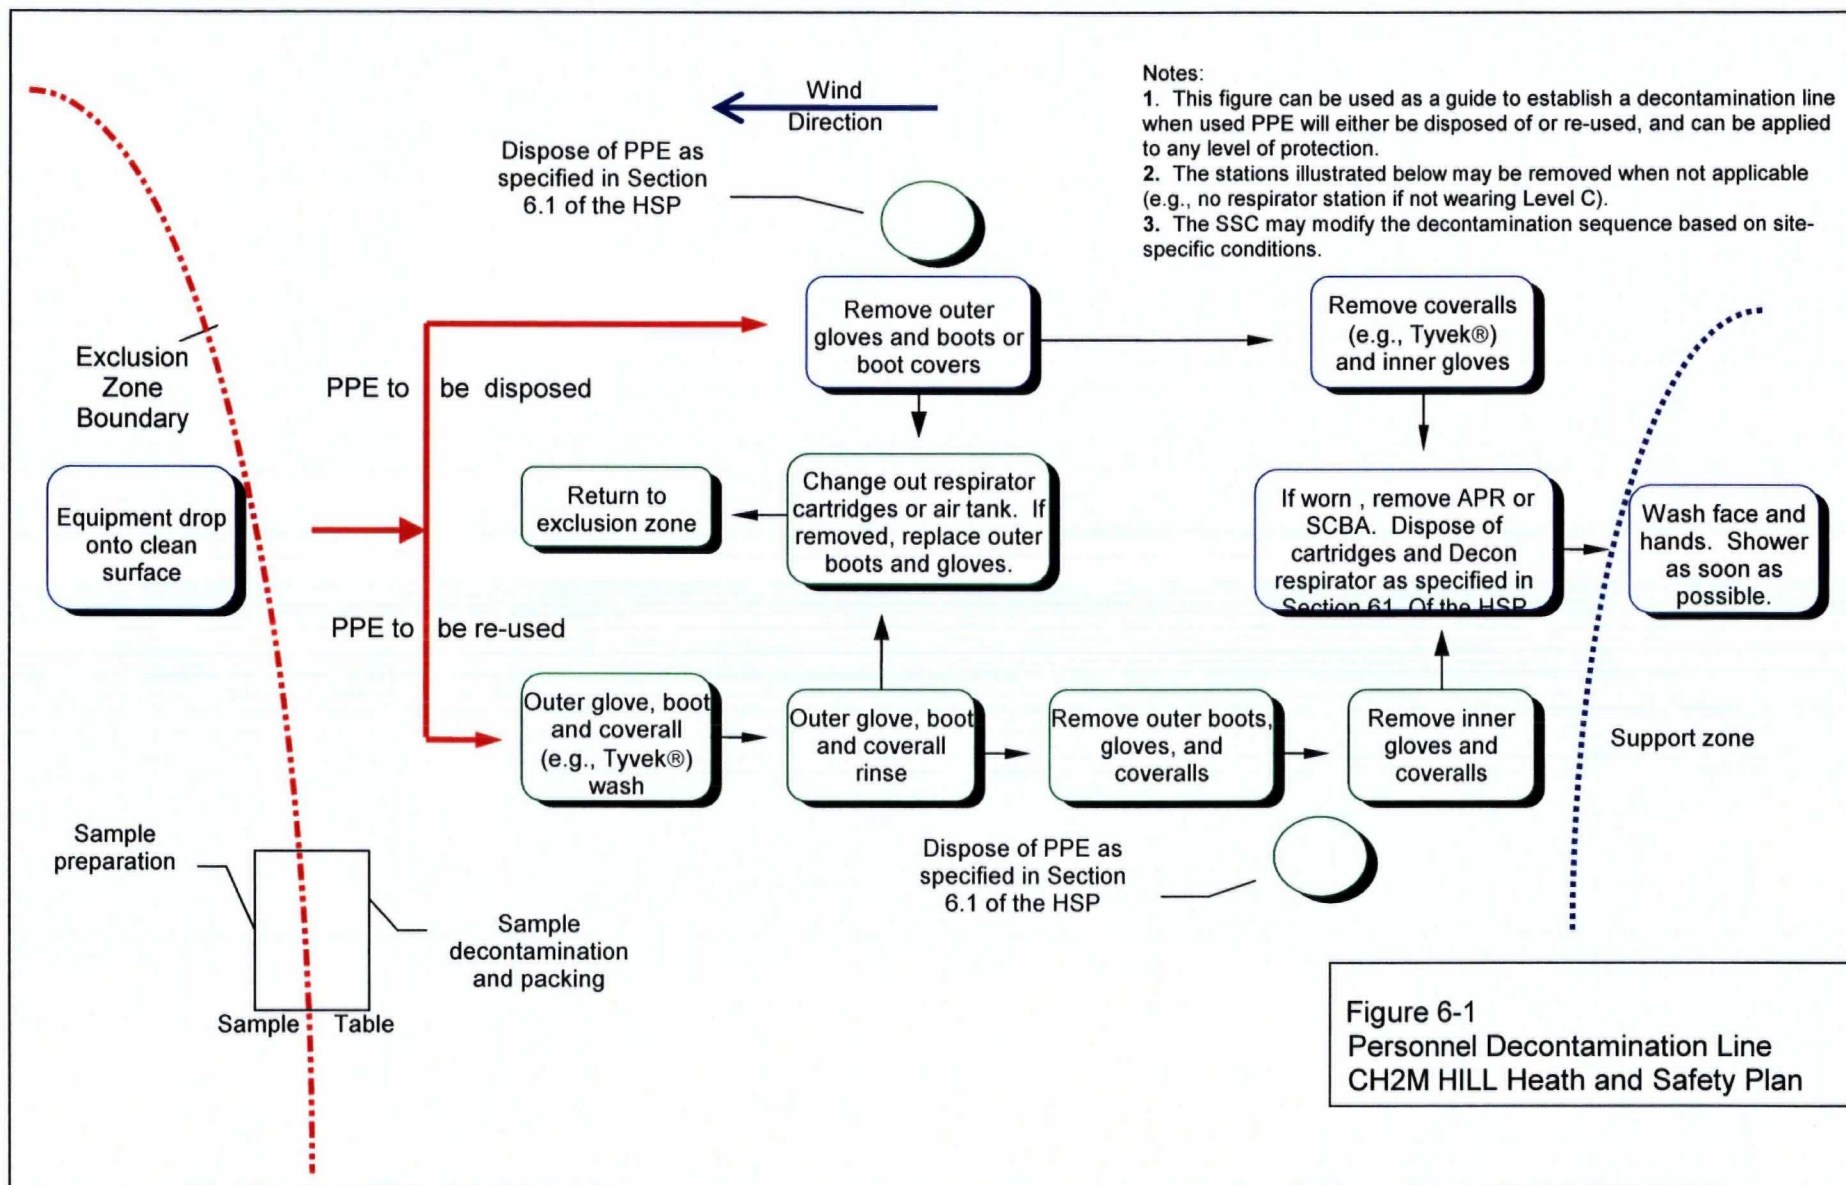 Notes:
1. This figure can be used as a guide to establish a decontamination line
when used PPE will either be disposed of or re-used, and can be applied
to any level of protection.
2. The stations illustrated below may be removed when not applicable
(e.g., no respirator station if not wearing Level C).
3. The SSC may modify the decontamination sequence based on site-
specific conditions.
Wind
Direction
Dispose of PPE as
specified in Section
6.1 of the HSP
Exclusion
Zone
Boundary
Equipment drop
onto clean
surface
PPE to be disposed
Remove outer
gloves and boots or
boot covers
Remove coveralls
(e.g., Tyvek®)
and inner gloves
Return to
exclusion zone
Change out respirator
cartridges or air tank. If
removed, replace outer
boots and gloves.
If worn , remove APR or
SCBA. Dispose of
cartridges and Decon
respirator as specified in
Section 61. Of the HSP
Wash face and
hands. Shower
as soon as
possible.
PPE to be re-used
Outer glove, boot
and coverall
(e.g., Tyvek®)
wash
Outer glove, boot
and coverall
rinse
Remove outer boots,
gloves, and
coveralls
Remove inner
gloves and
coveralls
Support zone
Sample
preparation
Sample
decontamination
and packing
Sample Table
Dispose of PPE as
specified in Section
6.1 of the HSP
Figure 6-1
Personnel Decontamination Line
CH2M HILL Heath and Safety Plan